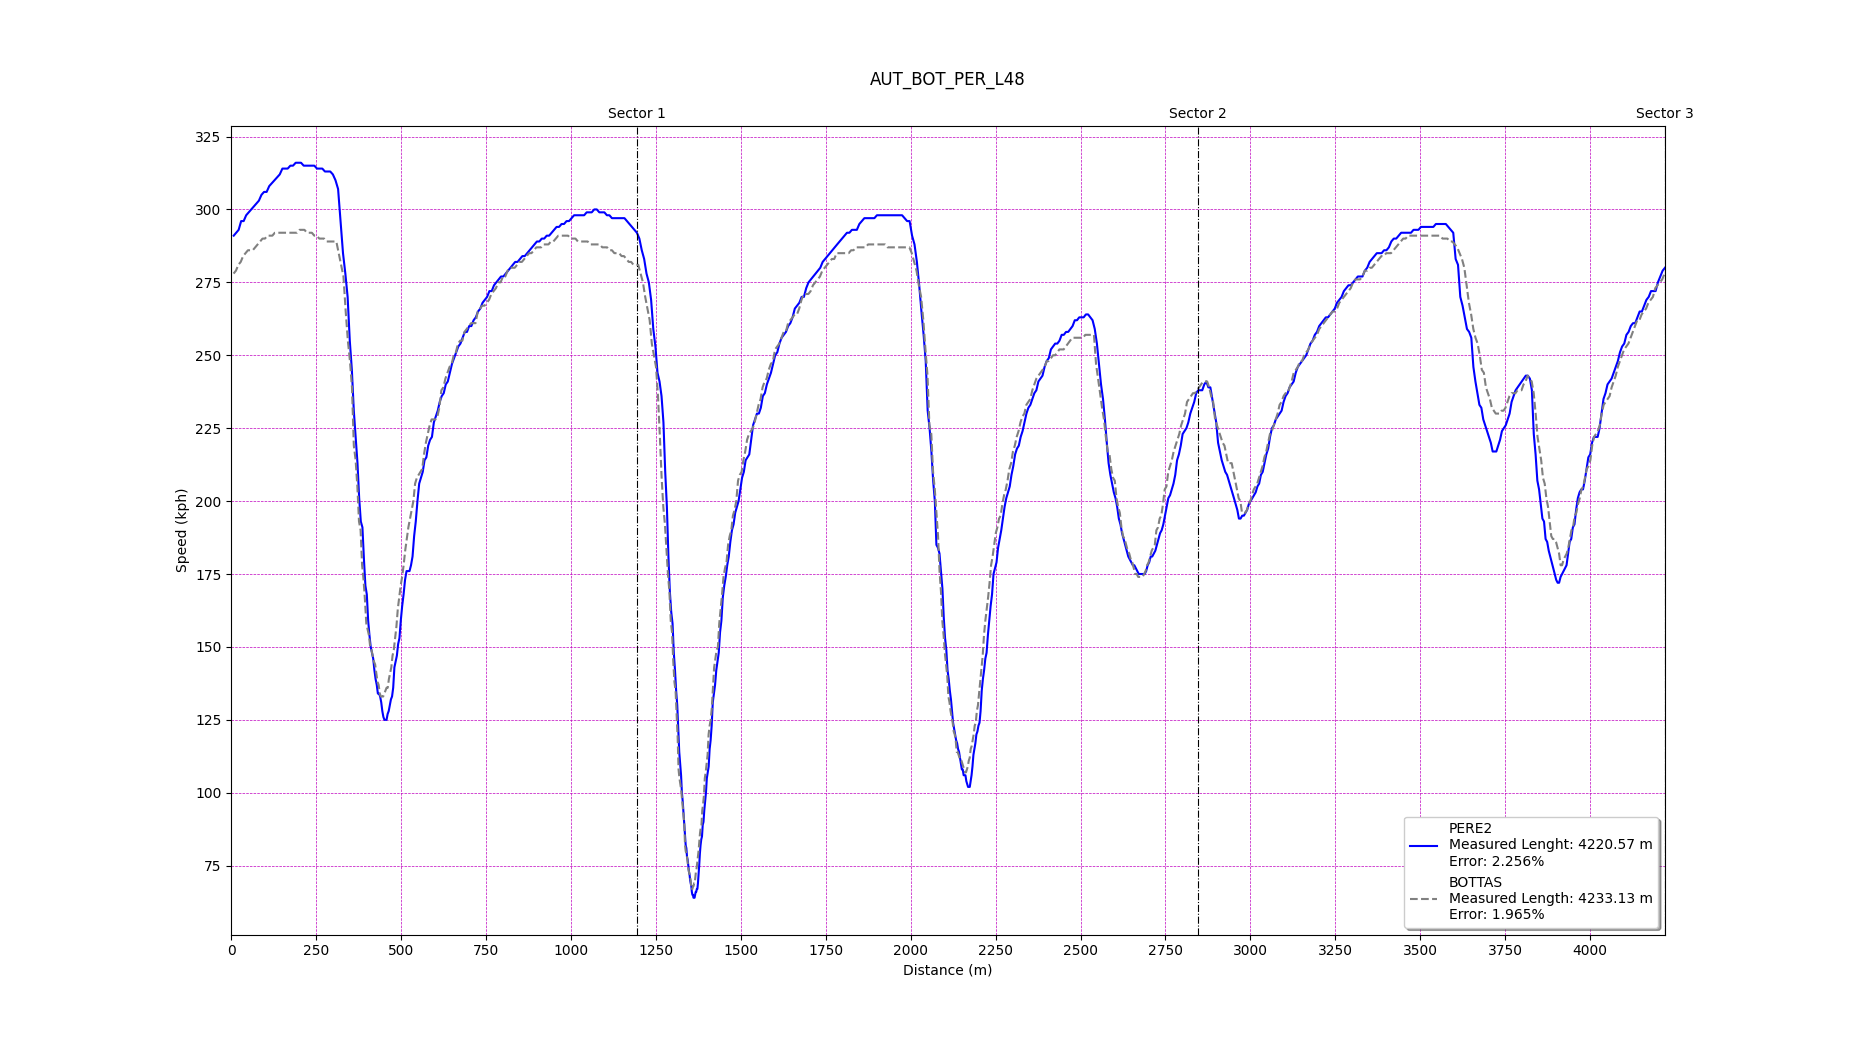 AUT_BOT_PER_L48
Sector 1
Sector 2
Sector 3
325
300
275
250
225
200
175
150
125
100
75
Speed (kph)
0
250
500
750
1000
1250
1500
1750
2000
2250
2500
2750
3000
3250
3500
3750
4000
Distance (m)
PERE2
Measured Lenght: 4220.57 m
Error: 2.256%
BOTTAS
Measured Length: 4233.13 m
Error: 1.965%